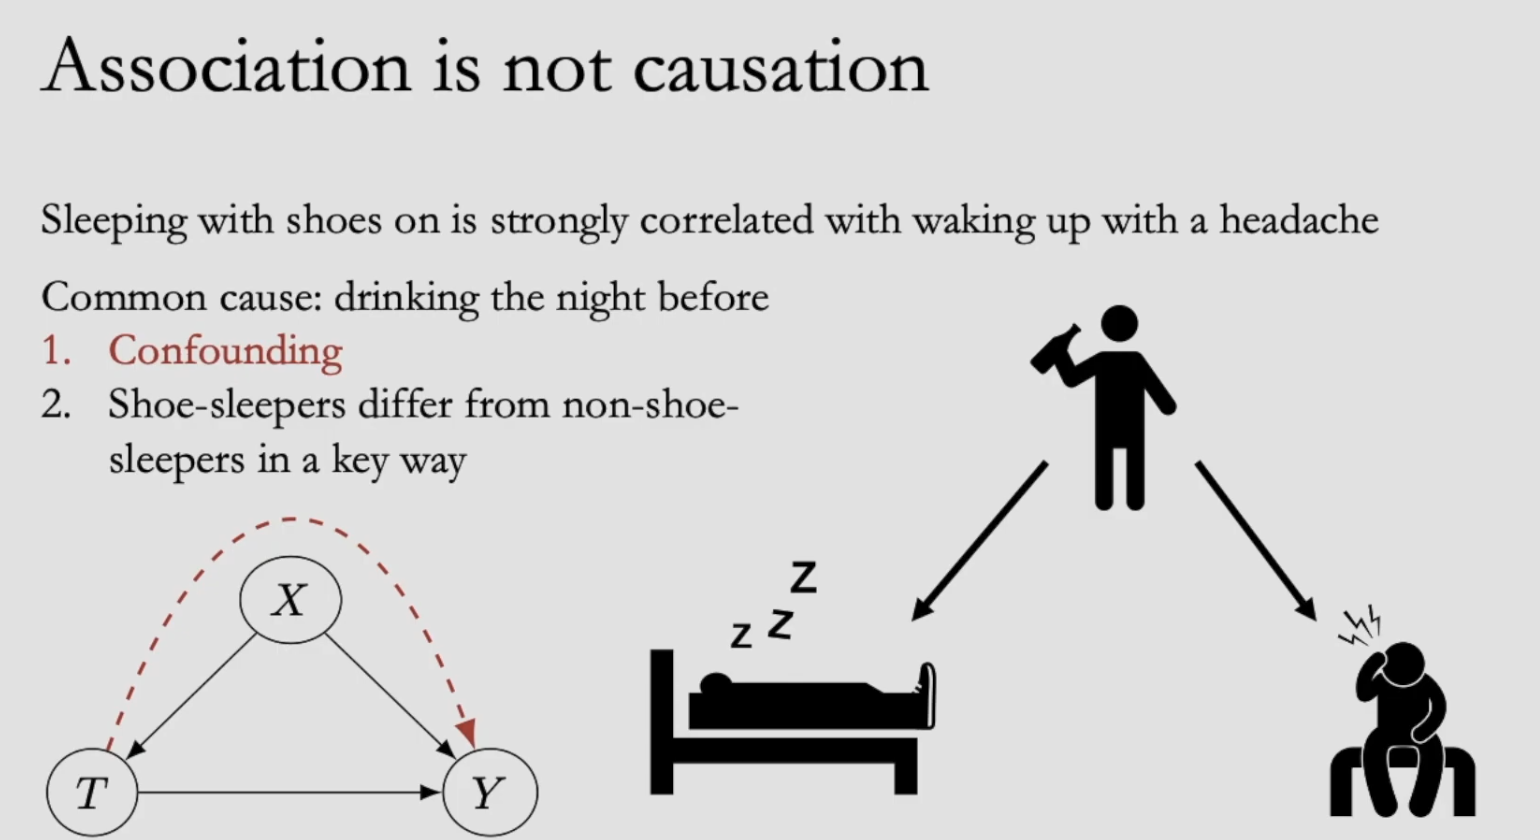 Association is not causation
Sleeping with shoes on is strongly correlated with waking up with a headache
Common cause: drinking the night before
1. Confounding
2. Shoe-sleepers differ from non-shoe-
sleepers in a key way
X
T
Y
Z
Z
Z